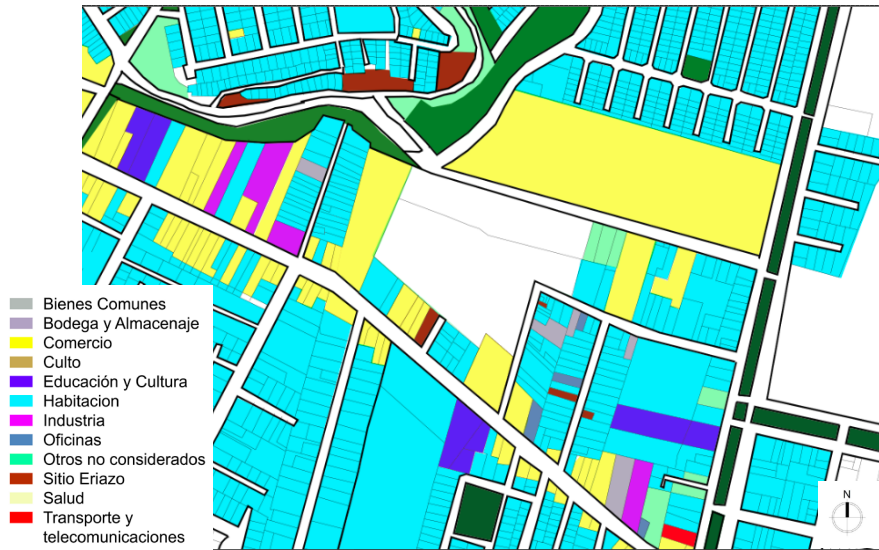 Bienes Comunes
Bodega y Almacenaje
Comercio
Culto
Educación y Cultura
Habitacion
Industria
Oficinas
Otros no considerados
Sitio Eriazo
Salud
Transporte y
telecomunicaciones
N